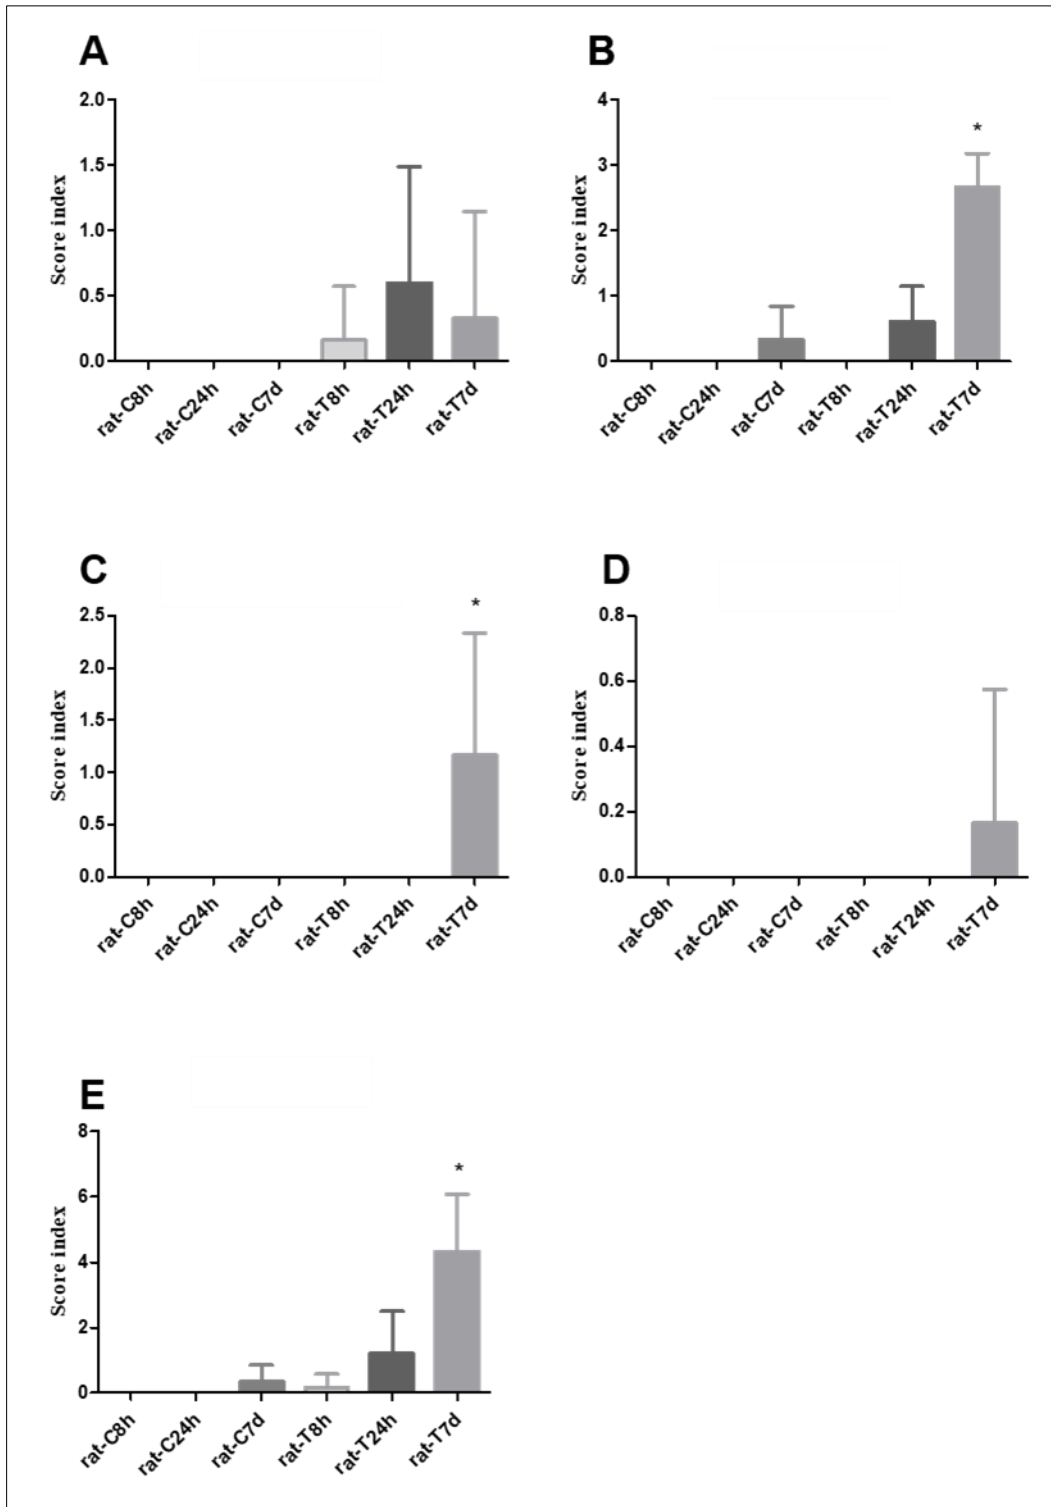 A
2.0
1.5
1.0
0.5
0.0
Score index
rat-C8h
rat-C24h
rat-C7d
rat-T8h
rat-T24h
rat-T7d
B
4
3
2
1
0
Score index
*
rat-C8h
rat-C24h
rat-C7d
rat-T8h
rat-T24h
rat-T7d
C
2.5
2.0
1.5
1.0
0.5
0.0
Score index
*
rat-C8h
rat-C24h
rat-C7d
rat-T8h
rat-T24h
rat-T7d
D
0.8
0.6
0.4
0.2
0.0
Score index
rat-C8h
rat-C24h
rat-C7d
rat-T8h
rat-T24h
rat-T7d
E
8
6
4
2
0
Score index
*
rat-C8h
rat-C24h
rat-C7d
rat-T8h
rat-T24h
rat-T7d